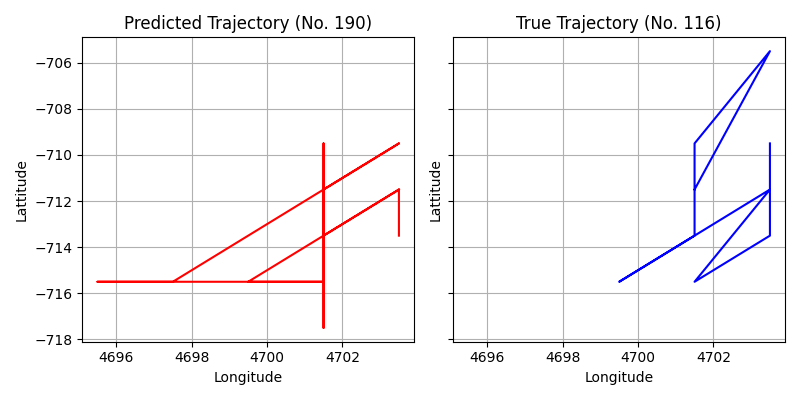 Predicted Trajectory (No. 190)
True Trajectory (No. 116)
Lattitude
−706
−708
−710
−712
−714
−716
−718
4696
4698
4700
4702
Longitude
Lattitude
4696
4698
4700
4702
Longitude